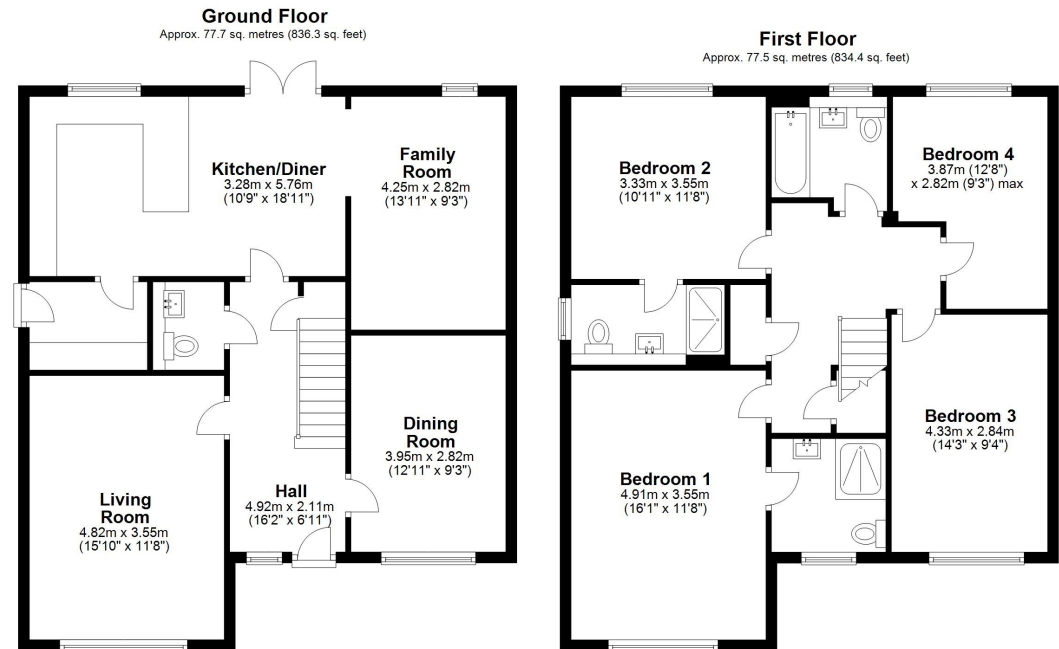 Ground Floor
Approx. 77.7 sq. metres (836.3 sq. feet)
Kitchen/Diner
3.28m x 5.76m
(10'9" x 18'11")
Family
Room
4.25m x 2.82m
(13'11" x 9'3")
Dining
Room
3.95m x 2.82m
(12'11" x 9'3")
Hall
4.92m x 2.11m
(16'2" x 6'11")
Living
Room
4.82m x 3.55m
(15'10" x 11'8")
First Floor
Approx. 77.5 sq. metres (834.4 sq. feet)
Bedroom 2
3.33m x 3.55m
(10'11" x 11'8")
Bedroom 4
3.87m (12'8")
x 2.82m (9'3") max
Bedroom 3
4.33m x 2.84m
(14'3" x 9'4")
Bedroom 1
4.91m x 3.55m
(16'1" x 11'8")